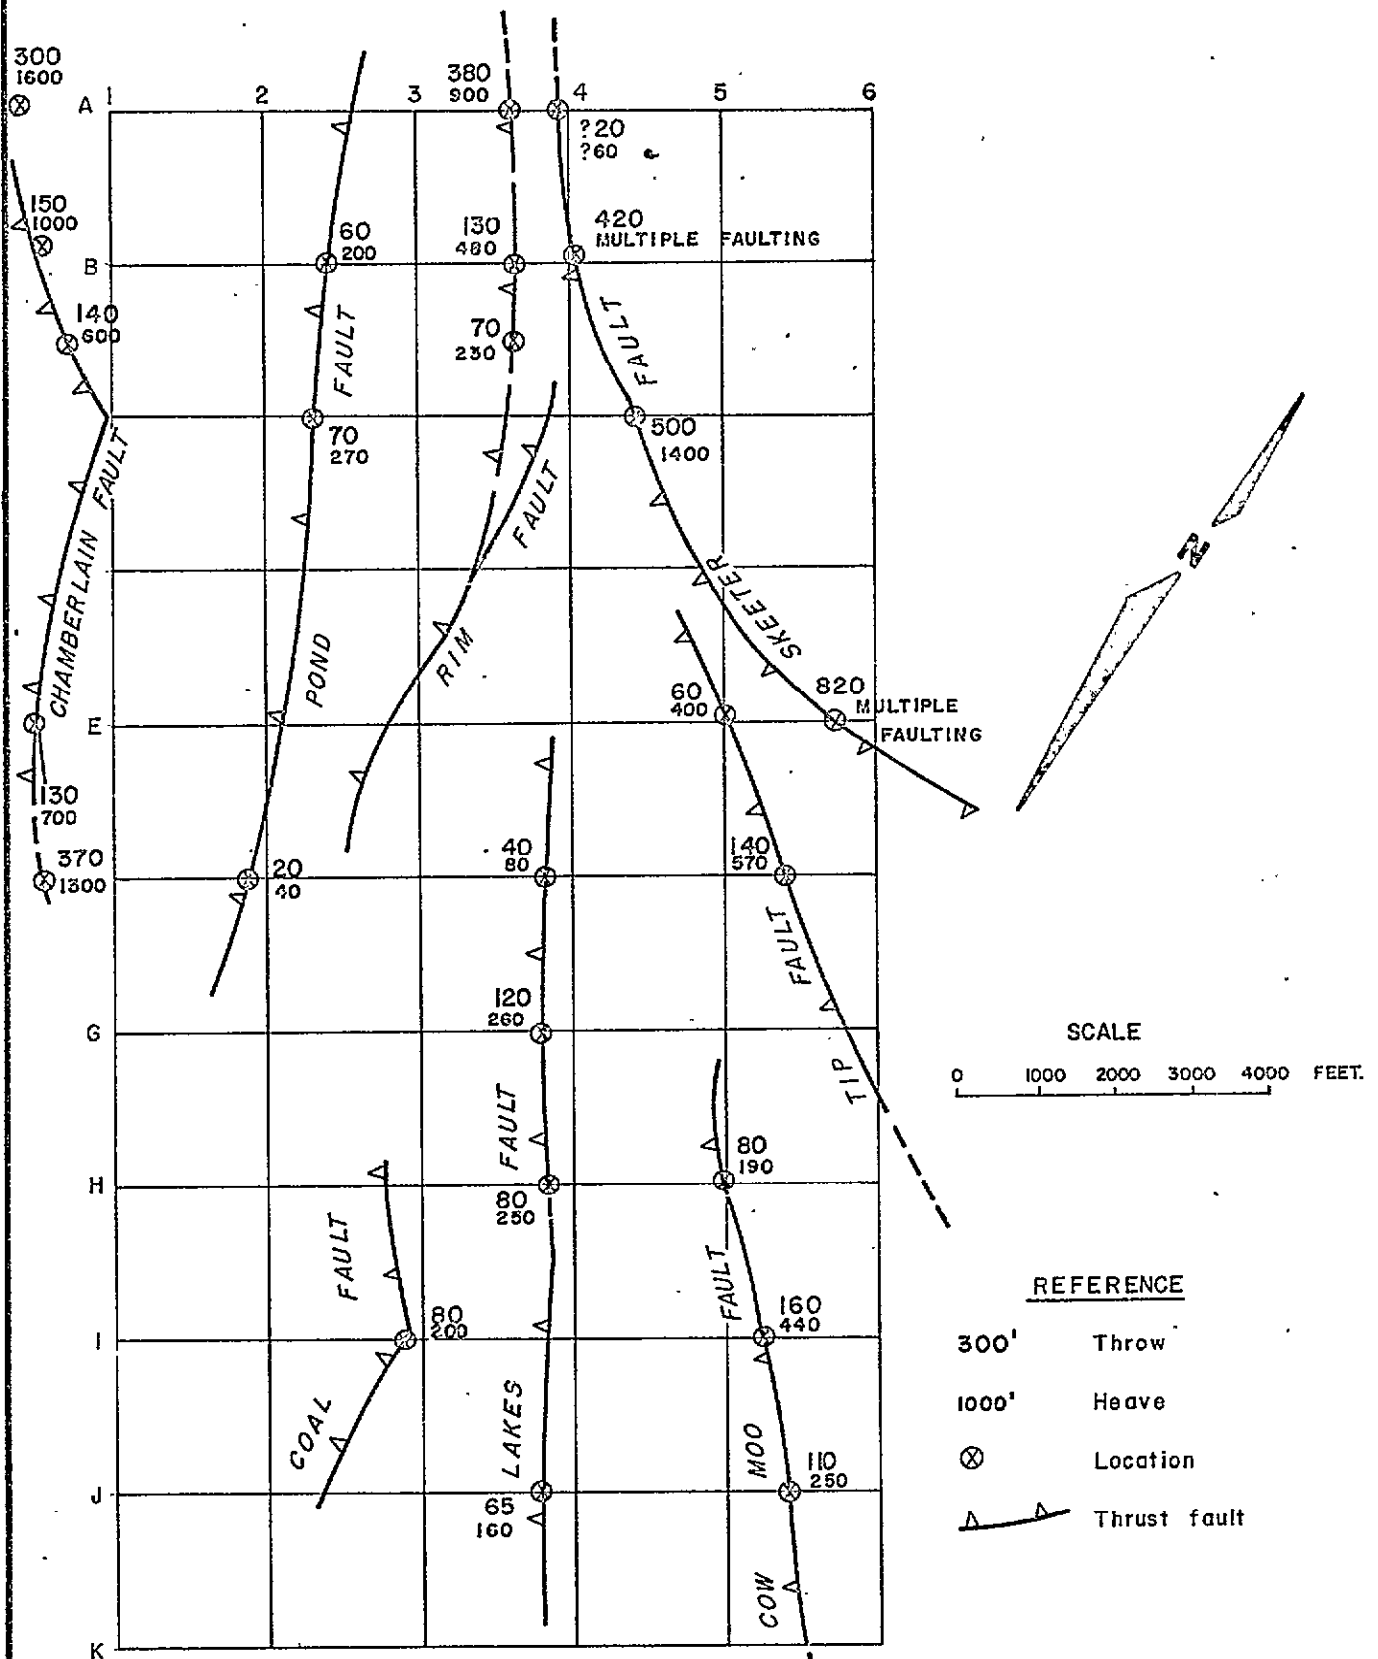 300
1600
A
1
2
3
380
900
4
5
6
?20
?60
150
1000
60
200
130
480
420
MULTIPLE FAULTING
B
140
600
70
230
FAULT
FAULT
70
270
500
1400
CHAMBERLAIN FAULT
FAULT
RIM
POND
SKEETER
N
E
60
400
820
MULTIPLE
FAULTING
130
700
370
1300
20
40
40
80
140
570
FAULT
TIP
G
120
260
SCALE
0 1000 2000 3000 4000 FEET.
FAULT
H
80
250
80
190
FAULT
FAULT
REFERENCE
300' Throw
1000' Heave
Location
Thrust fault
I
80
200
160
440
COAL
LAKES
MOO
J
65
160
110
250
COW
K